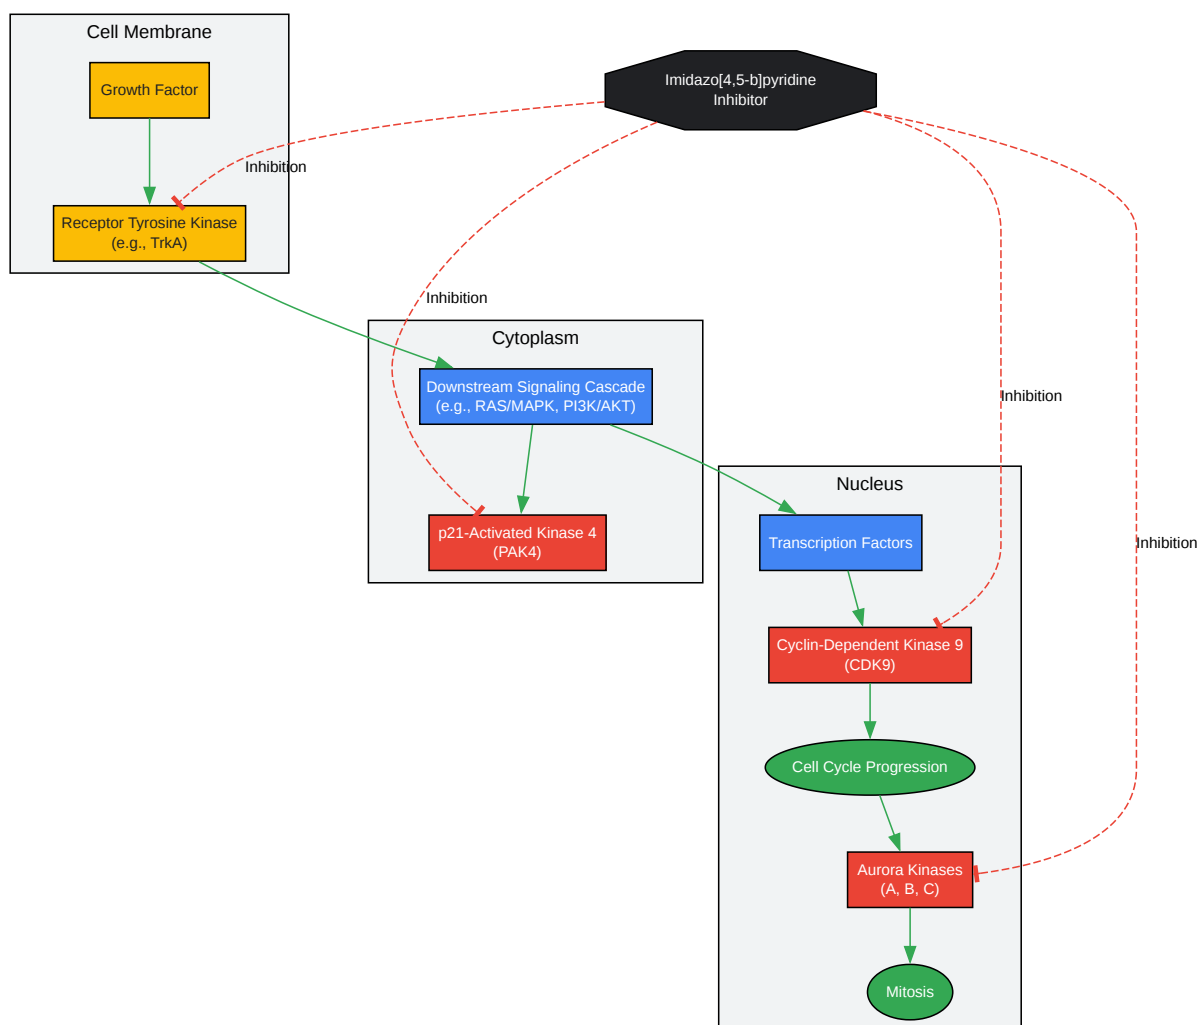 Cell Membrane
Growth Factor
Imidazo[4,5-b]pyridine
Inhibitor
Inhibition
Receptor Tyrosine Kinase
(e.g., TrkA)
Inhibition
Cytoplasm
Downstream Signaling Cascade
(e.g., RAS/MAPK, PI3K/AKT)
Inhibition
Nucleus
p21-Activated Kinase 4
(PAK4)
Transcription Factors
Inhibition
Cyclin-Dependent Kinase 9
(CDK9)
Cell Cycle Progression
Aurora Kinases
(A, B, C)
Mitosis